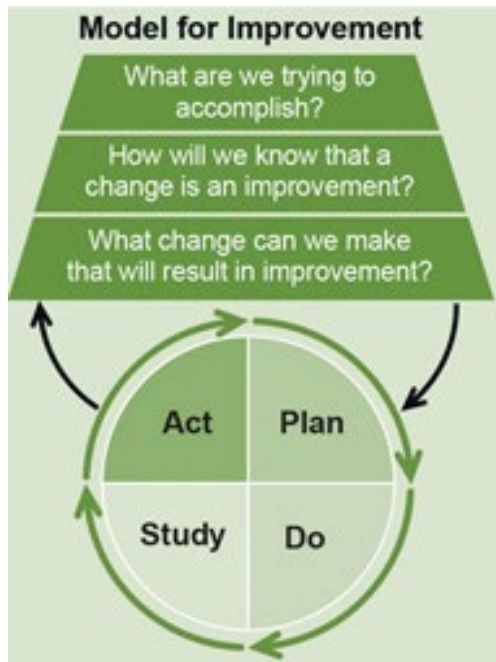 Model for Improvement
What are we trying to
accomplish?
How will we know that a
change is an improvement?
What change can we make
that will result in improvement?
Act
Plan
Study
Do